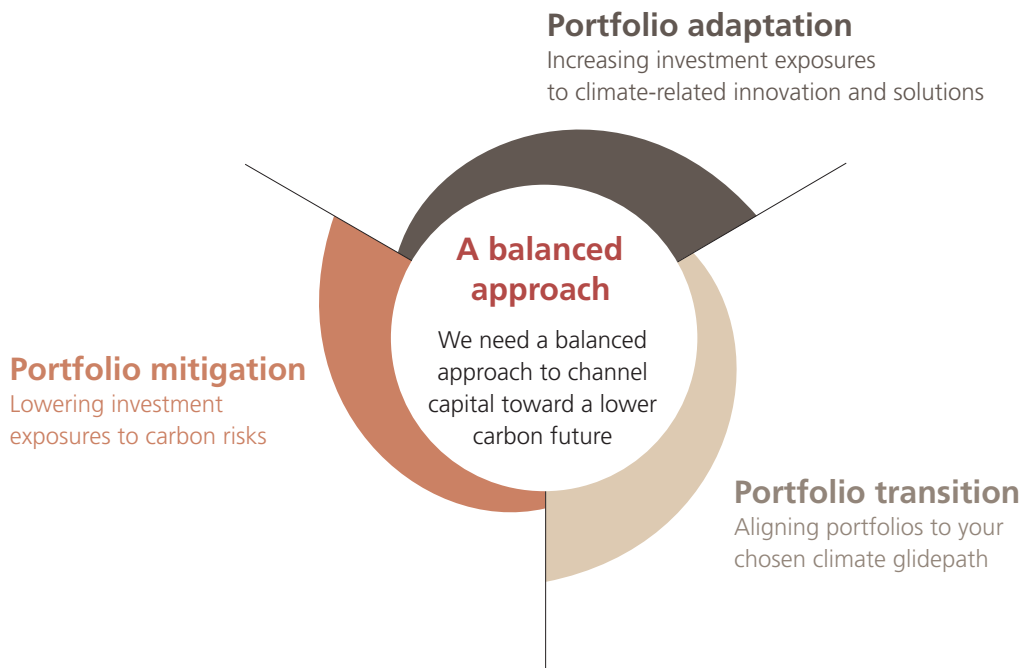 Portfolio adaptation
Increasing investment exposures
to climate-related innovation and solutions
A balanced
approach
We need a balanced
approach to channel
capital toward a lower
carbon future
Portfolio mitigation
Lowering investment
exposures to carbon risks
Portfolio transition
Aligning portfolios to your
chosen climate glidepath